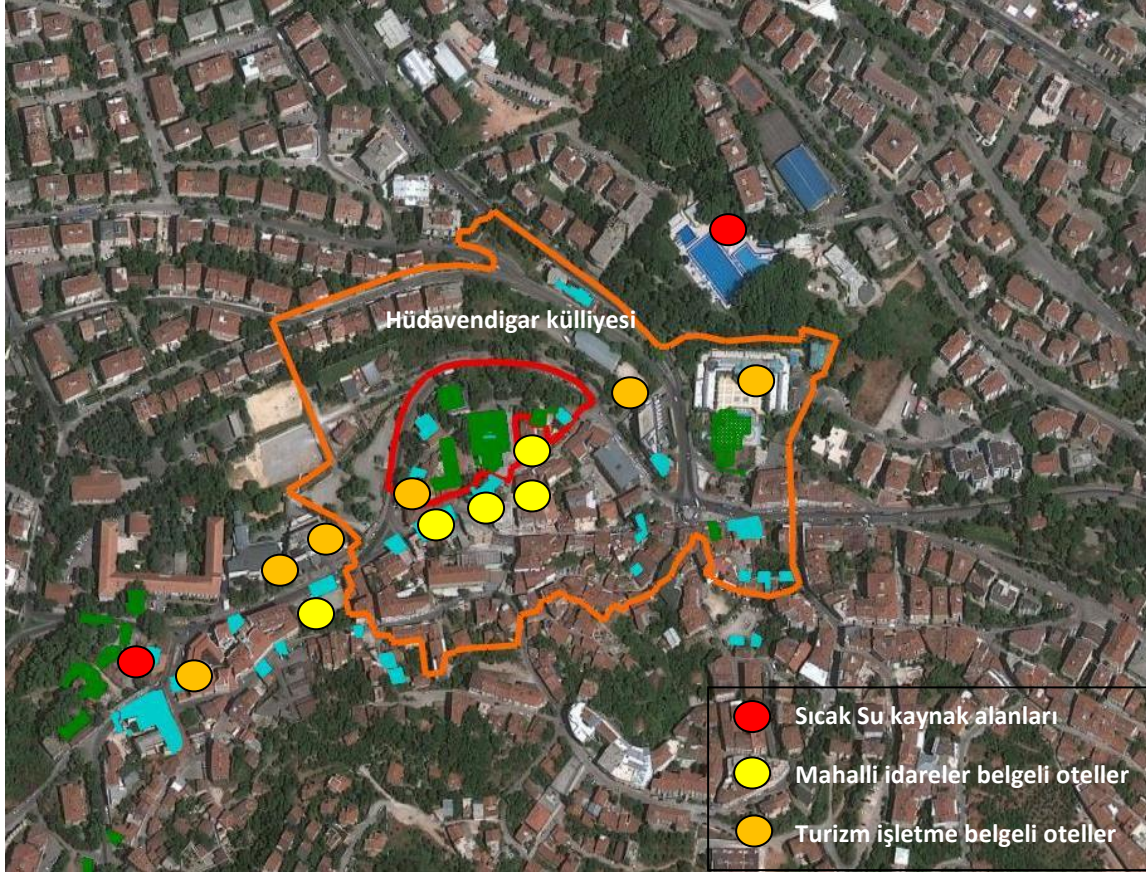 Hüdavendigar külliyesi
Sıcak Su kaynak alanları
Mahalli idareler belgeli oteller
Turizm işletme belgeli oteller